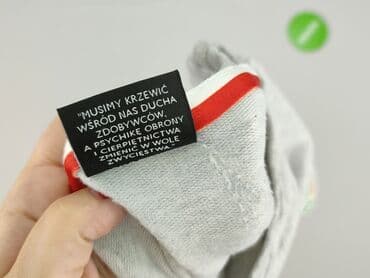 "MUSIMY KRZEWIĆ
WŚRÓD NAS DUCHA
ZDOBYWCÓW,
A PSYCHIKĘ OBRONY
I CIERPIĘTNICTWA
ZMIENIĆ W WOLĘ
ZWYCIĘSTWA"